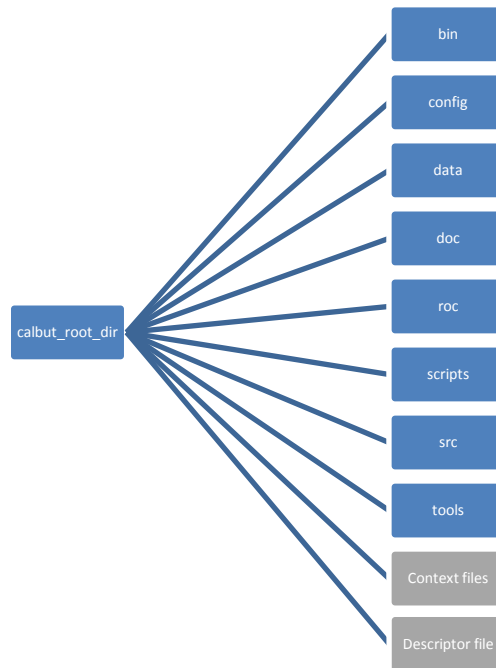 bin
config
data
doc
roc
calbut_root_dir
scripts
src
tools
Context files
Descriptor file